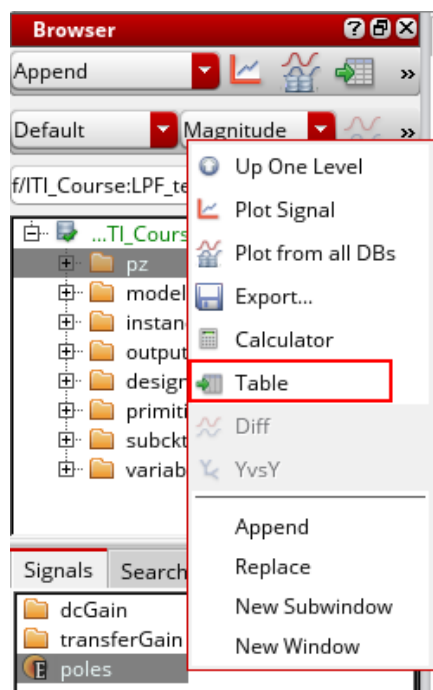 Browser
Append
»
Default
Magnitude
»
f/ITI_Course:LPF_te
...TI_Cours
pz
model
instan
output
design
primiti
subckt
variab
Up One Level
Plot Signal
Plot from all DBs
Export...
Calculator
Table
Diff
YvsY
Append
Replace
New Subwindow
New Window
Signals
Search
dcGain
transferGain
poles